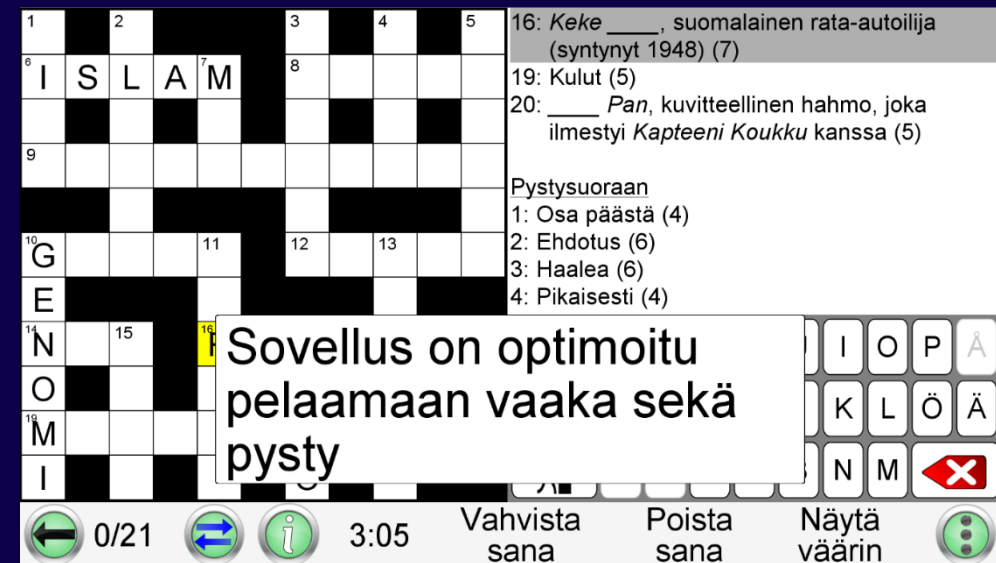 1 2 3 4 5
6 I S L A 7 M 8
9
10 G 11 12 13
E
14 N 15 16
O
19 M
I
16: Keke ____, suomalainen rata-autoilija
(syntynyt 1948) (7)
19: Kulut (5)
20: ____ Pan, kuvitteellinen hahmo, joka
ilmestyi Kapteeni Koukku kanssa (5)
Pystysuoraan
1: Osa päästä (4)
2: Ehdotus (6)
3: Haalea (6)
4: Pikaisesti (4)
Sovellus on optimoitu
pelaamaan vaaka sekä
pysty
I O P Å
K L Ö Ä
N M
0/21 3:05 Vahvista sana Poista sana Näytä väärin